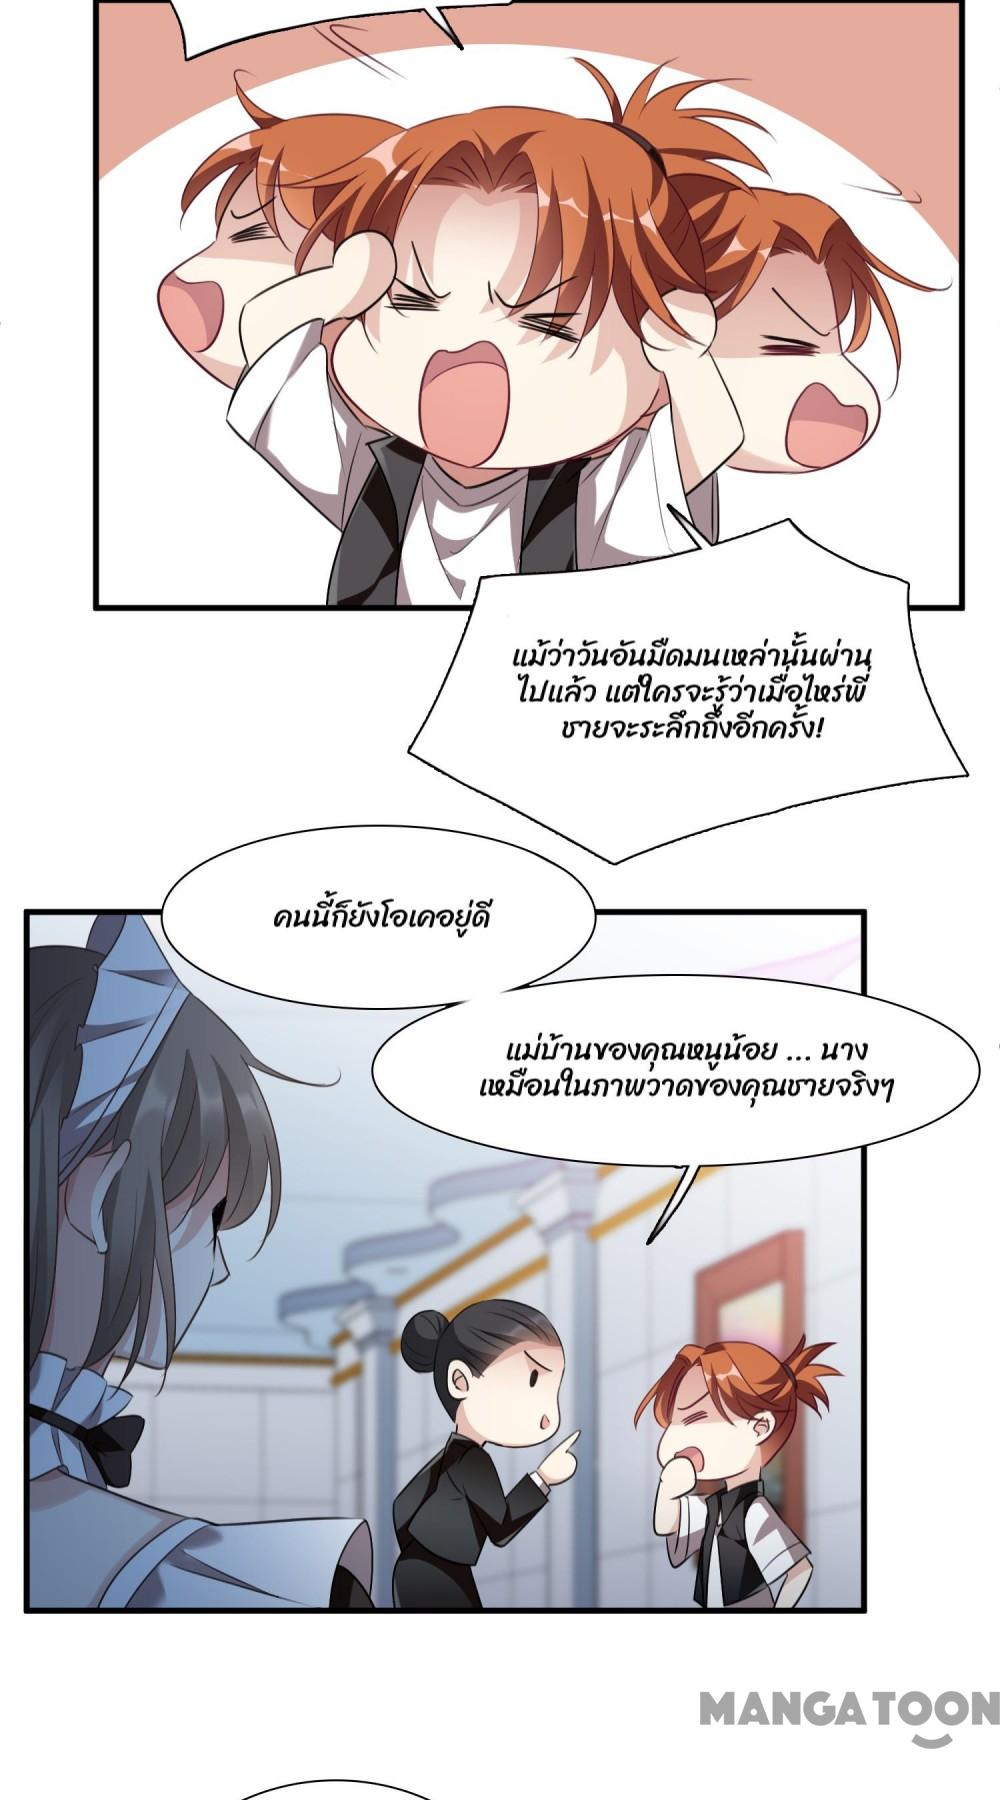 แม้ว่าวันอันมืดมนเหล่านั้นผ่าน
ไปแล้ว แต่ใครจะรู้ว่าเมื่อไหร่พี่
ชายจะระลึกถึงอีกครั้ง!
คนนี้ก็ยังโอเคอยู่ดี
แม่บ้านของคุณหนูน้อย ... นาง
เหมือนในภาพวาดของคุณชายจริงๆ
MANGATOON